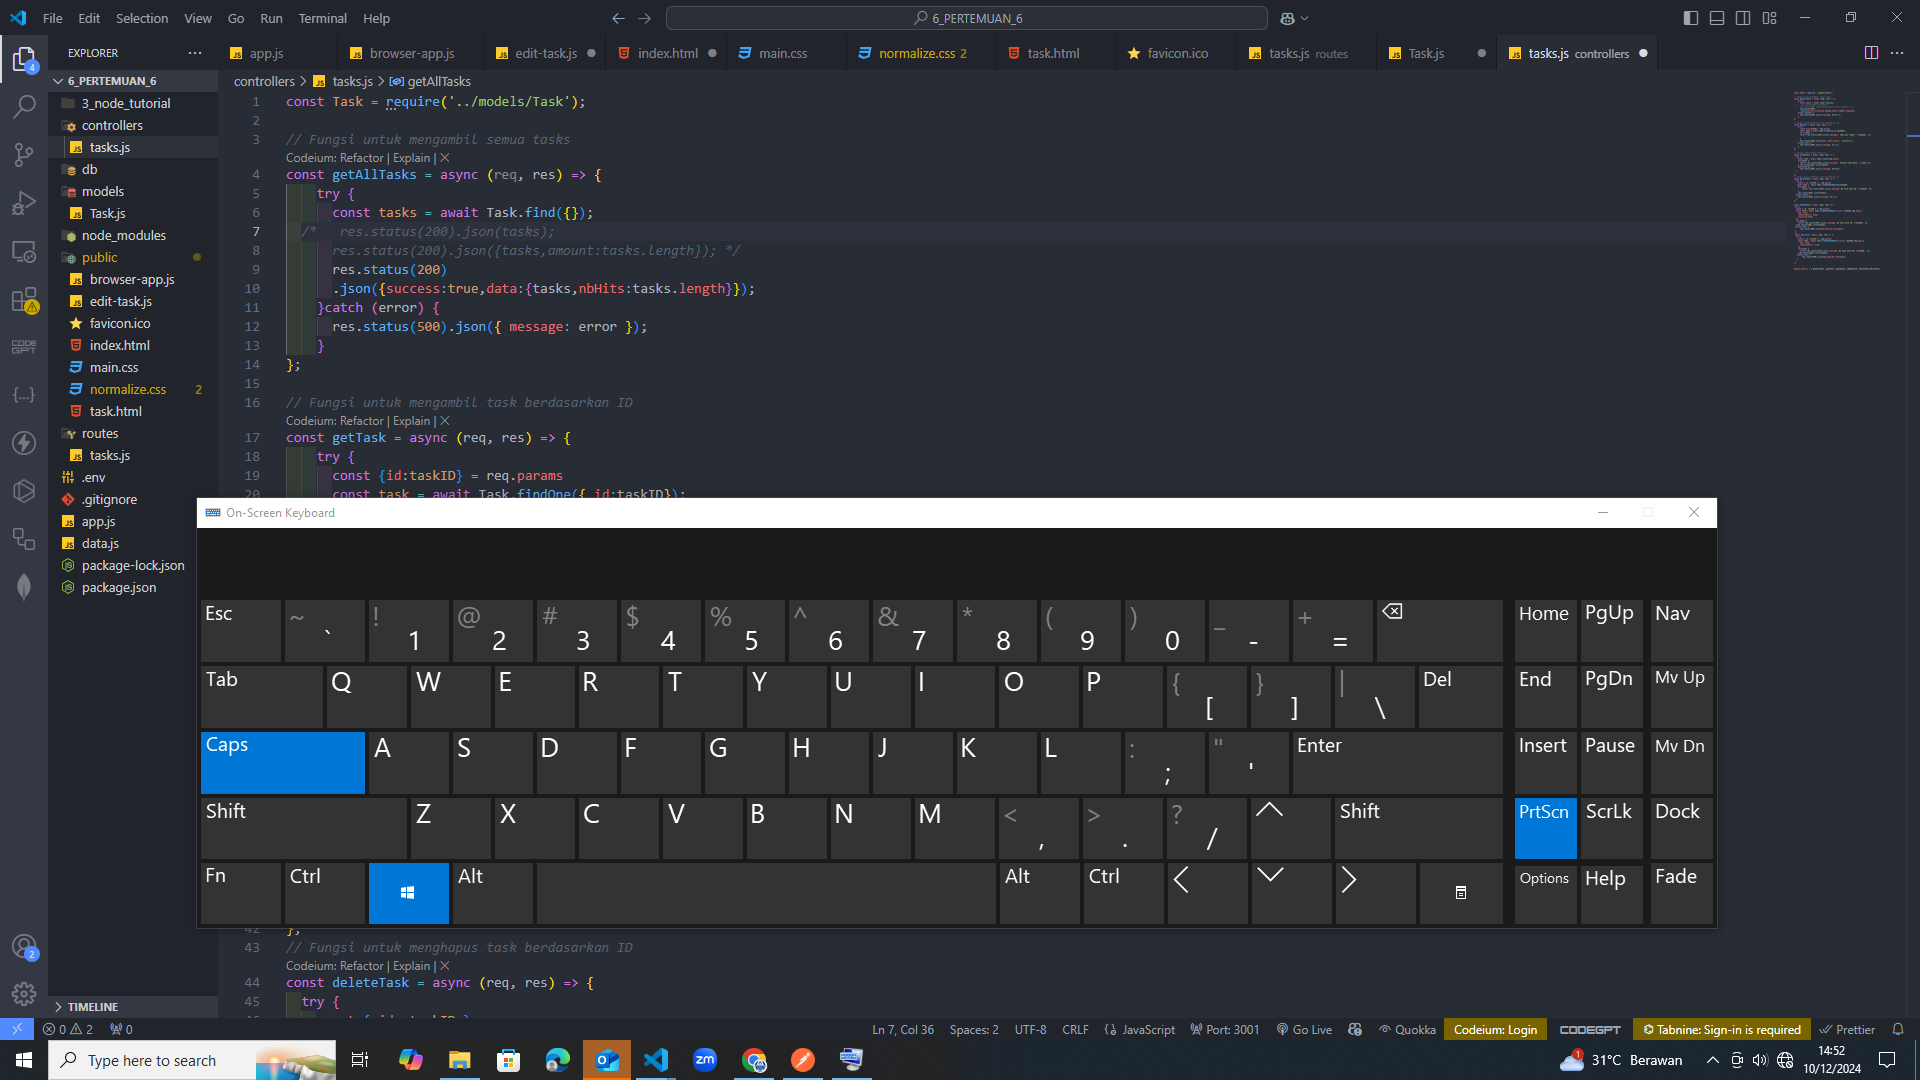 File Edit Selection View Go Run Terminal Help
6_PERTEMUAN_6
EXPLORER
app.js
browser-app.js
edit-task.js
index.html
main.css
normalize.css 2
task.html
favicon.ico
tasks.js routes
Task.js
tasks.js controllers
6_PERTEMUAN_6
3_node_tutorial
controllers
tasks.js
db
models
Task.js
node_modules
public
browser-app.js
edit-task.js
favicon.ico
index.html
main.css
normalize.css 2
task.html
routes
tasks.js
.env
.gitignore
app.js
data.js
package-lock.json
package.json
TIMELINE
4
CODE
GPT
2
controllers > tasks.js > getAllTasks
1 const Task = require('../models/Task');
2
3 // Fungsi untuk mengambil semua tasks
Codeium: Refactor | Explain | X
4 const getAllTasks = async (req, res) => {
5 try {
6 const tasks = await Task.find({});
7 /* res.status(200).json(tasks);
8 res.status(200).json({tasks,amount:tasks.length}); */
9 res.status(200)
10 .json({success:true,data:{tasks,nbHits:tasks.length}});
11 }catch (error) {
12 res.status(500).json({ message: error });
13 }
14 };
15
16 // Fungsi untuk mengambil task berdasarkan ID
Codeium: Refactor | Explain | X
17 const getTask = async (req, res) => {
18 try {
19 const {id:taskID} = req.params
20 const task = await Task.findOne({_id:taskID});
On-Screen Keyboard
Esc ~ ` ! 1 @ 2 # 3 $ 4 % 5 ^ 6 & 7 * 8 ( 9 ) 0 _ - + = Home PgUp Nav
Tab Q W E R T Y U I O P { [ } ] | \ Del End PgDn Mv Up
Caps A S D F G H J K L : ; " ' Enter Insert Pause Mv Dn
Shift Z X C V B N M < , > . ? / Shift PrtScn ScrLk Dock
Fn Ctrl Alt Alt Ctrl Options Help Fade
42 };
43 // Fungsi untuk menghapus task berdasarkan ID
Codeium: Refactor | Explain | X
44 const deleteTask = async (req, res) => {
45 try {
0 2 0
Ln 7, Col 36 Spaces: 2 UTF-8 CRLF JavaScript Port: 3001 Go Live Quokka Codeium: Login CODEGPT Tabnine: Sign-in is required Prettier
Type here to search
zm
1
31°C Berawan
14:52
10/12/2024